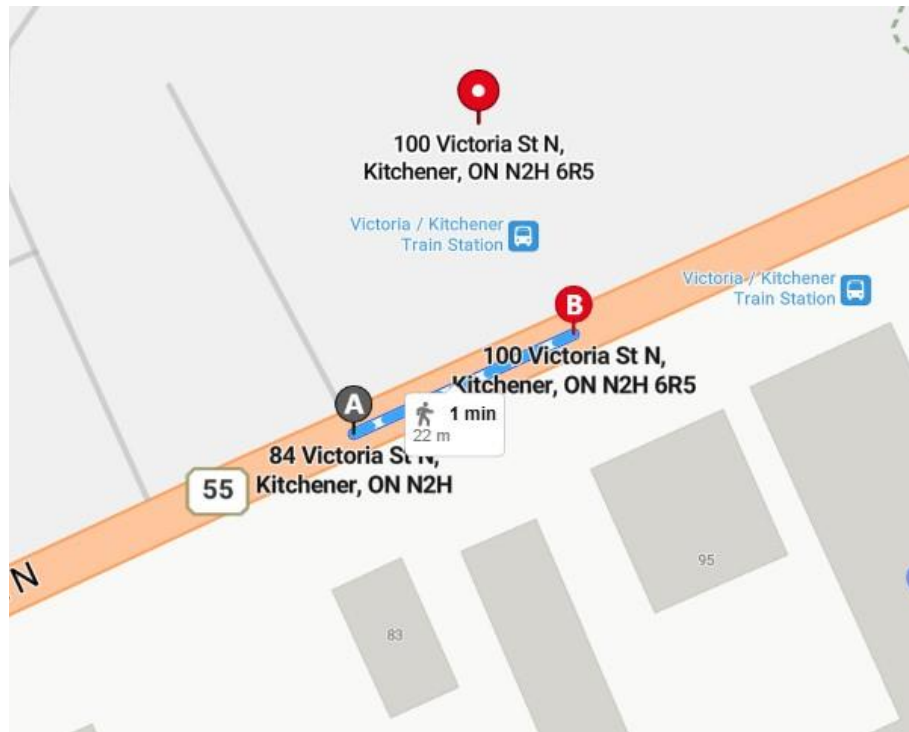 100 Victoria St N,
Kitchener, ON N2H 6R5
Victoria / Kitchener
Train Station
Victoria / Kitchener
Train Station
B
100 Victoria St N,
Kitchener, ON N2H 6R5
A
1 min
22 m
84 Victoria St N,
Kitchener, ON N2H
55
N
95
83